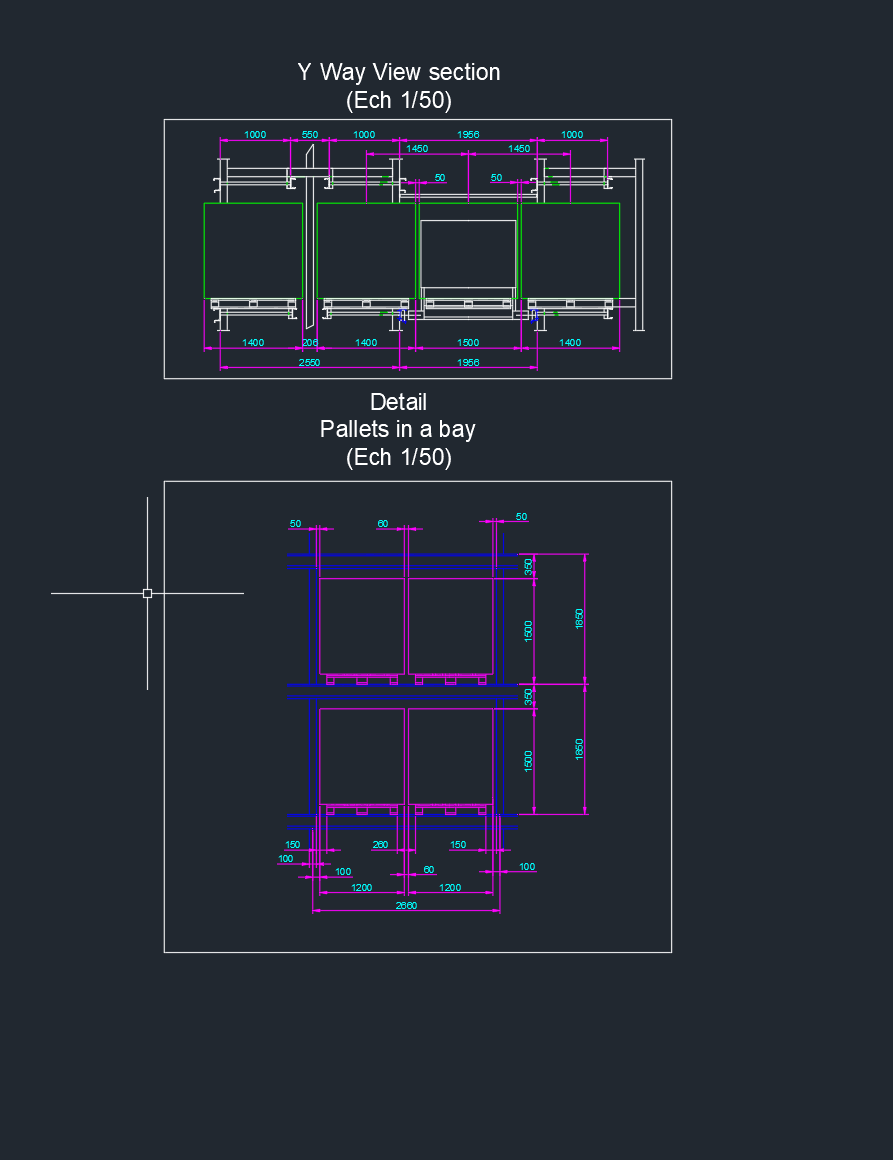 Y Way View section
(Ech 1/50)
1000 550 1000 1956 1000
1450 1450
50 50
1400 206 1400 1500 1400
2550 1956
Detail
Pallets in a bay
(Ech 1/50)
50 60 50
350
1500 1850
350
1500 1850
150 260 150
100 100 60 100
1200 1200
2660